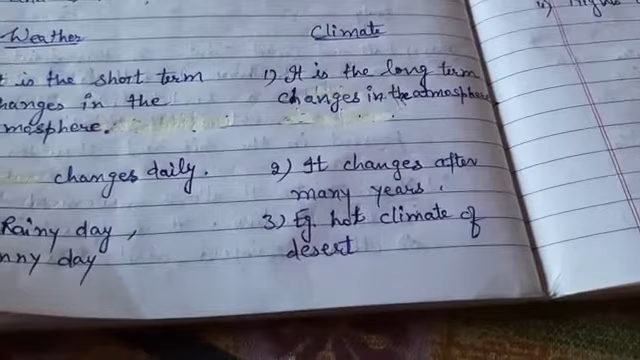 Weather
t is the short term
hanges in the
mosphere.
changes daily.
Rainy day,
nny day
Climate
1) It is the long term
changes in the atmosphere
2) It changes after
many years.
3) Eg. hot climate of
desert